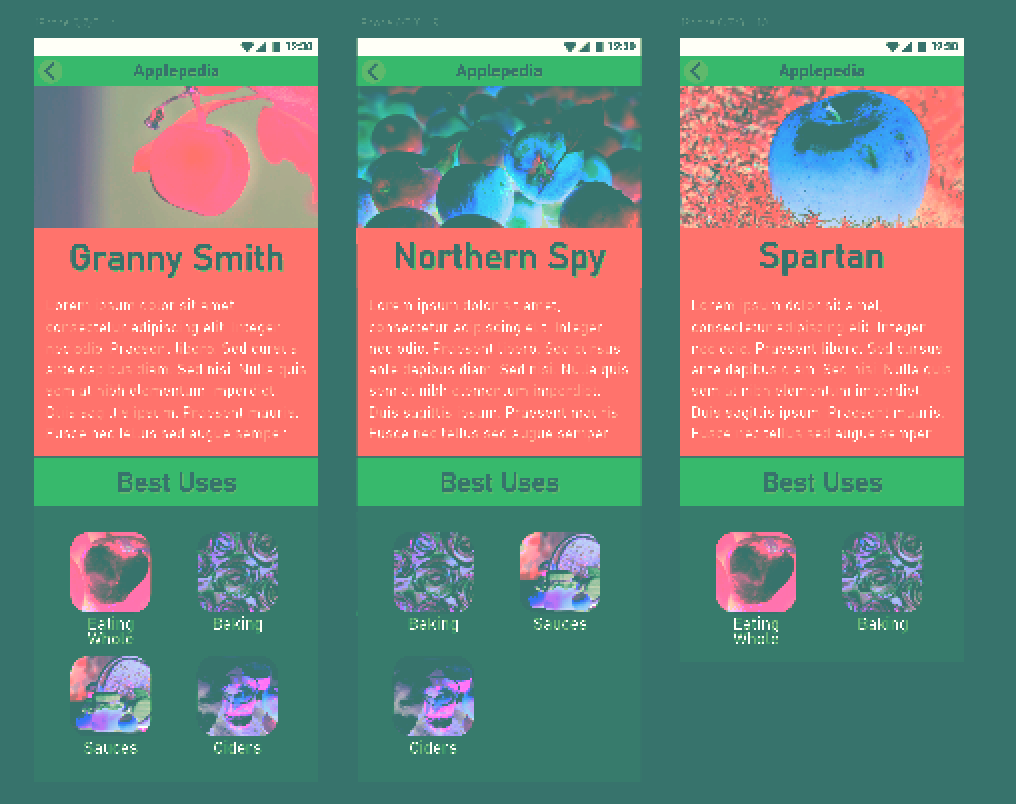 12:30
Applepedia
Granny Smith
Lorem ipsum dolor sit amet,
consectetur adipiscing elit. Integer
nec odio. Praesent libero. Sed cursus
ante dapibus diam. Sed nisi. Nulla quis
sem at nibh elementum imperdiet.
Duis sagittis ipsum. Praesent mauris.
Fusce nec tellus sed augue semper
Best Uses
Eating
Whole
Baking
Sauces
Ciders
12:30
Applepedia
Northern Spy
Lorem ipsum dolor sit amet,
consectetur adipiscing elit. Integer
nec odio. Praesent libero. Sed cursus
ante dapibus diam. Sed nisi. Nulla quis
sem at nibh elementum imperdiet.
Duis sagittis ipsum. Praesent mauris.
Fusce nec tellus sed augue semper
Best Uses
Baking
Sauces
Ciders
12:30
Applepedia
Spartan
Lorem ipsum dolor sit amet,
consectetur adipiscing elit. Integer
nec odio. Praesent libero. Sed cursus
ante dapibus diam. Sed nisi. Nulla quis
sem at nibh elementum imperdiet.
Duis sagittis ipsum. Praesent mauris.
Fusce nec tellus sed augue semper
Best Uses
Eating
Whole
Baking